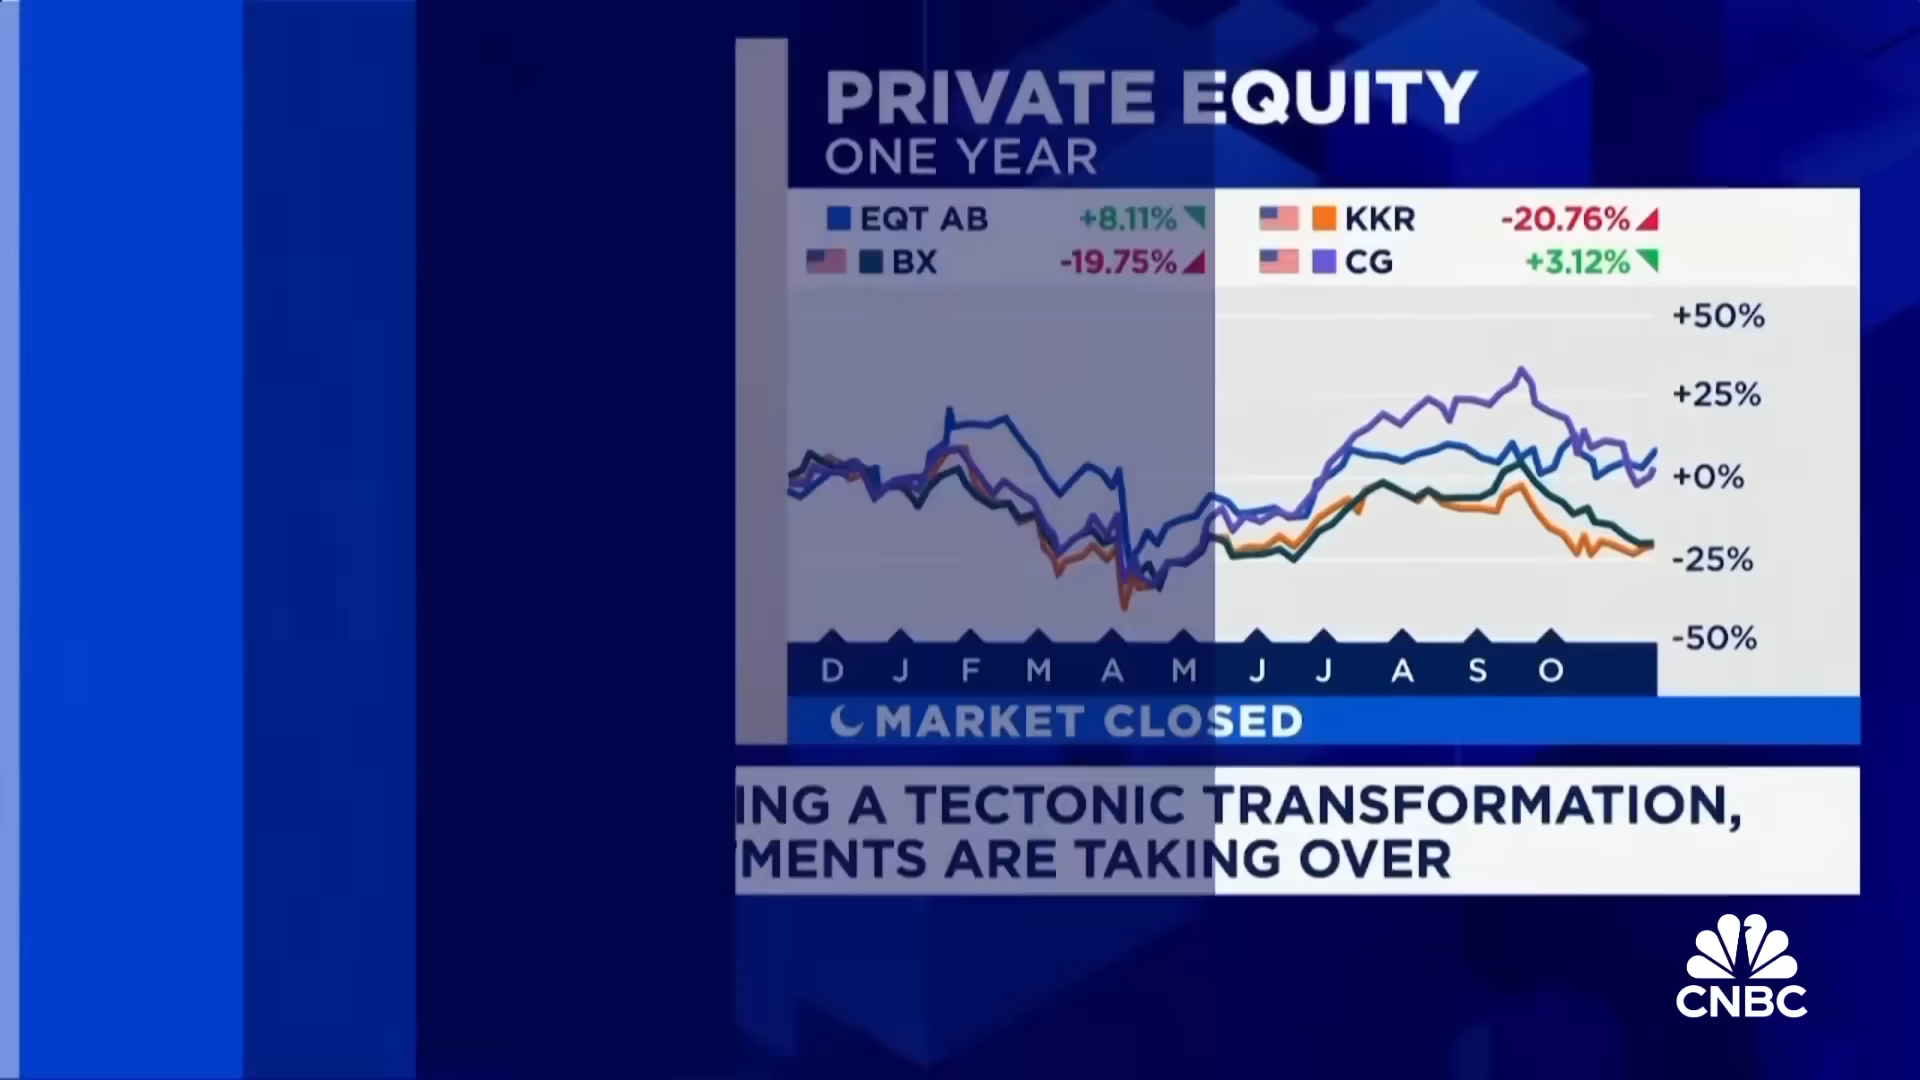 PRIVATE EQUITY
ONE YEAR
EQT AB +8.11% KKR -20.76%
BX -19.75% CG +3.12%
+50%
+25%
+0%
-25%
-50%
D J F M A M J J A S O
MARKET CLOSED
ING A TECTONIC TRANSFORMATION,
MENTS ARE TAKING OVER
CNBC